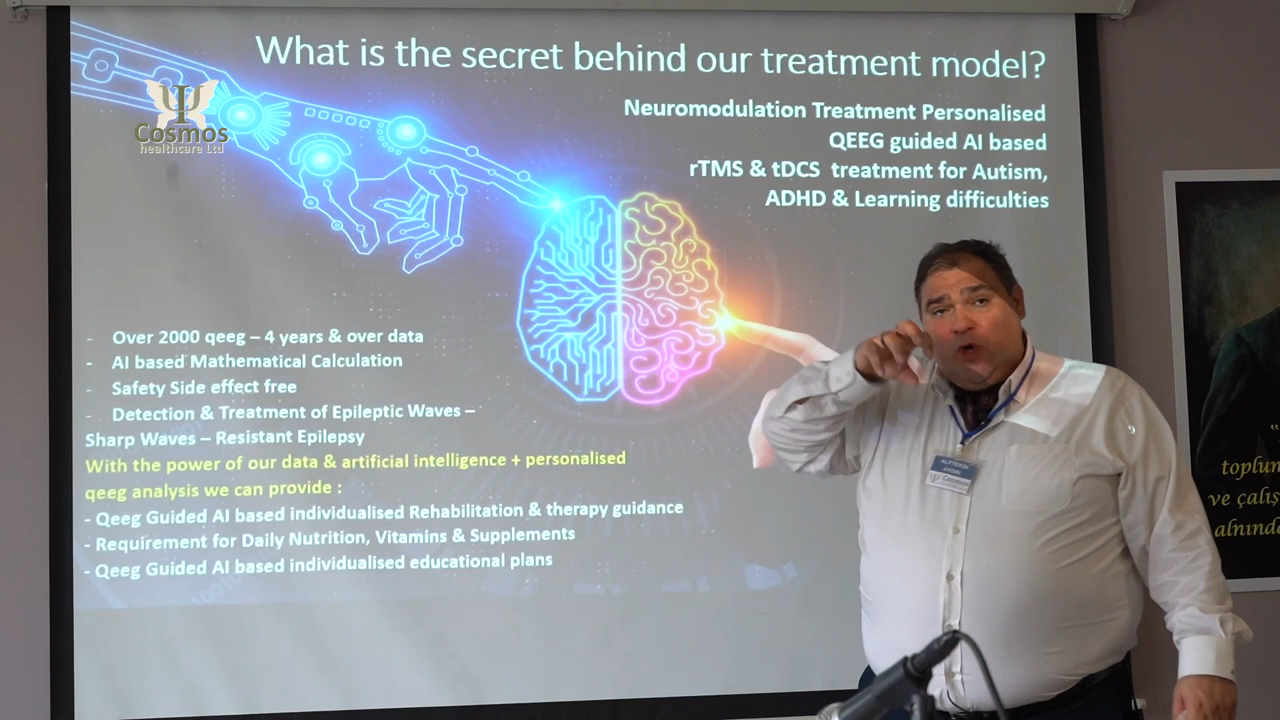 What is the secret behind our treatment model?
Ψ
Cosmos
healthcare Ltd
Neuromodulation Treatment Personalised
QEEG guided AI based
rTMS & tDCS treatment for Autism,
ADHD & Learning difficulties
- Over 2000 qeeg – 4 years & over data
- AI based Mathematical Calculation
- Safety Side effect free
- Detection & Treatment of Epileptic Waves –
Sharp Waves – Resistant Epilepsy
With the power of our data & artificial intelligence + personalised
qeeg analysis we can provide :
- Qeeg Guided AI based individualised Rehabilitation & therapy guidance
- Requirement for Daily Nutrition, Vitamins & Supplements
- Qeeg Guided AI based individualised educational plans
Cosmos
“
toplun
ve çalış
alnında